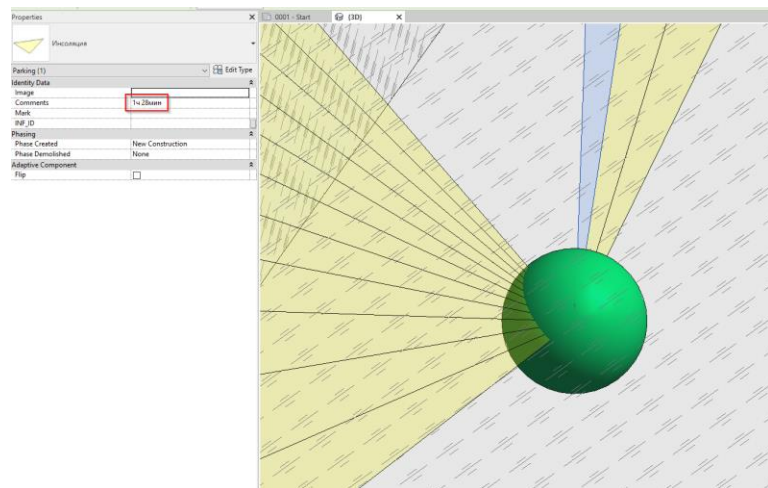 Properties
0001 - Start
{3D}
Инсоляция
Parking (1)
Edit Type
Identity Data
Image
Comments
1ч 28мин
Mark
INF_ID
Phasing
Phase Created
New Construction
Phase Demolished
None
Adaptive Component
Flip